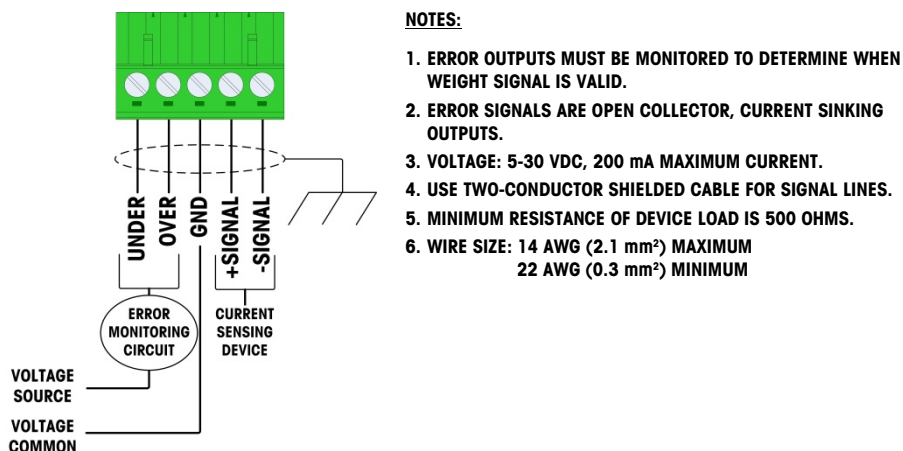 NOTES:
1. ERROR OUTPUTS MUST BE MONITORED TO DETERMINE WHEN
WEIGHT SIGNAL IS VALID.
2. ERROR SIGNALS ARE OPEN COLLECTOR, CURRENT SINKING
OUTPUTS.
3. VOLTAGE: 5-30 VDC, 200 mA MAXIMUM CURRENT.
4. USE TWO-CONDUCTOR SHIELDED CABLE FOR SIGNAL LINES.
5. MINIMUM RESISTANCE OF DEVICE LOAD IS 500 OHMS.
6. WIRE SIZE: 14 AWG (2.1 mm²) MAXIMUM
22 AWG (0.3 mm²) MINIMUM
UNDER
OVER
GND
+SIGNAL
-SIGNAL
ERROR
MONITORING
CIRCUIT
CURRENT
SENSING
DEVICE
VOLTAGE
SOURCE
VOLTAGE
COMMON